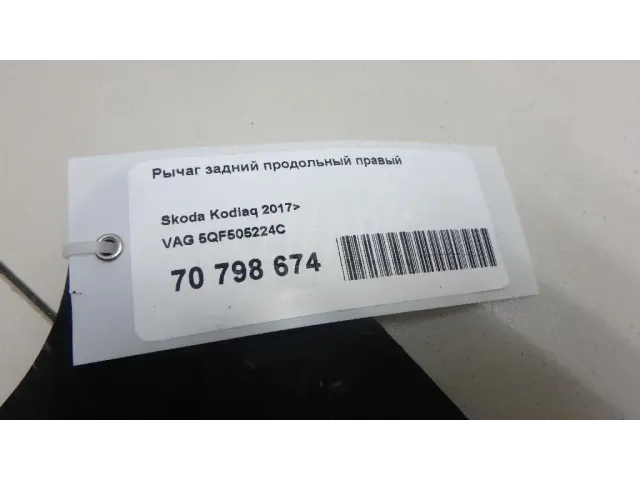 Рычаг задний продольный правый
Skoda Kodiaq 2017>
VAG 5QF505224C
70 798 674